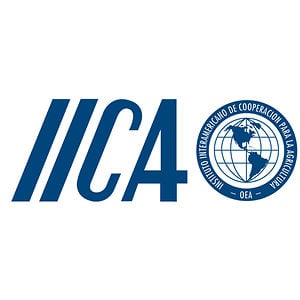 IICA
INSTITUTO INTERAMERICANO DE COOPERACION PARA LA AGRICULTURA
– OEA –